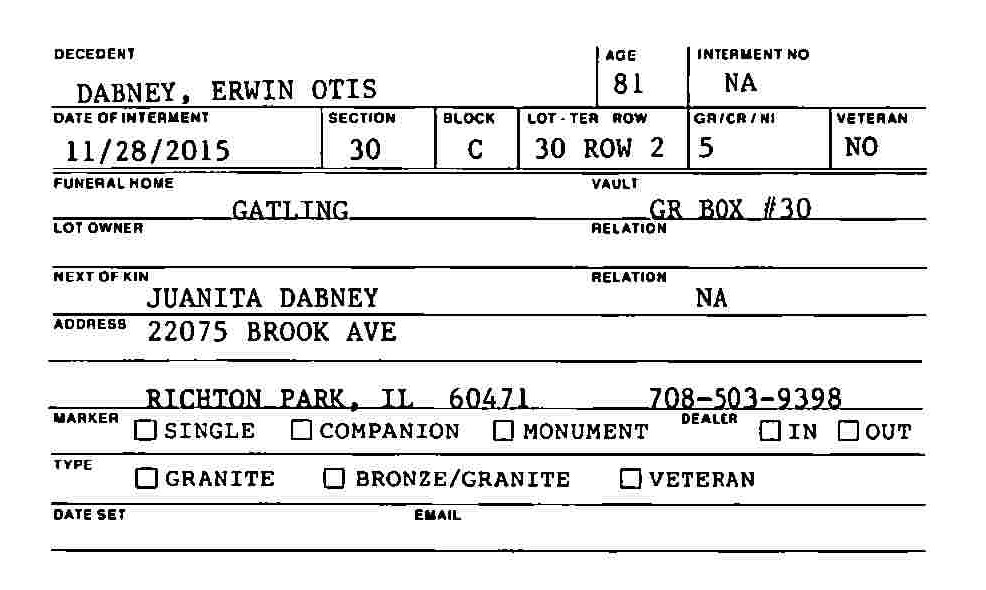 DECEDENT AGE INTERMENT NO
DABNEY, ERWIN OTIS 81 NA
DATE OF INTERMENT SECTION BLOCK LOT - TER ROW GR/CR/NI VETERAN
11/28/2015 30 C 30 ROW 2 5 NO
FUNERAL HOME VAULT
GATLING GR BOX #30
LOT OWNER RELATION
NEXT OF KIN RELATION
JUANITA DABNEY NA
ADDRESS 22075 BROOK AVE
RICHTON PARK, IL 60471 708-503-9398
MARKER SINGLE COMPANION MONUMENT DEALER IN OUT
TYPE GRANITE BRONZE/GRANITE VETERAN
DATE SET EMAIL